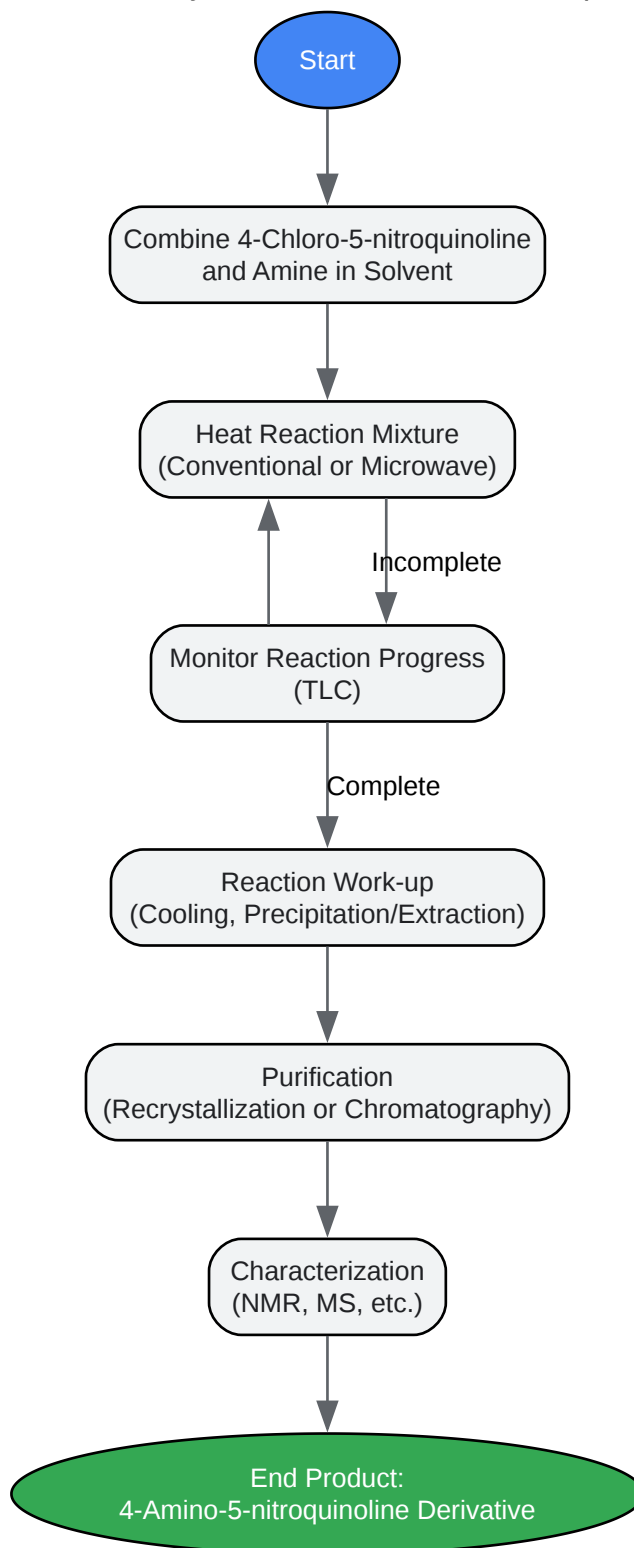 Start
Combine 4-Chloro-5-nitroquinoline
and Amine in Solvent
Heat Reaction Mixture
(Conventional or Microwave)
Incomplete
Monitor Reaction Progress
(TLC)
Complete
Reaction Work-up
(Cooling, Precipitation/Extraction)
Purification
(Recrystallization or Chromatography)
Characterization
(NMR, MS, etc.)
End Product:
4-Amino-5-nitroquinoline Derivative